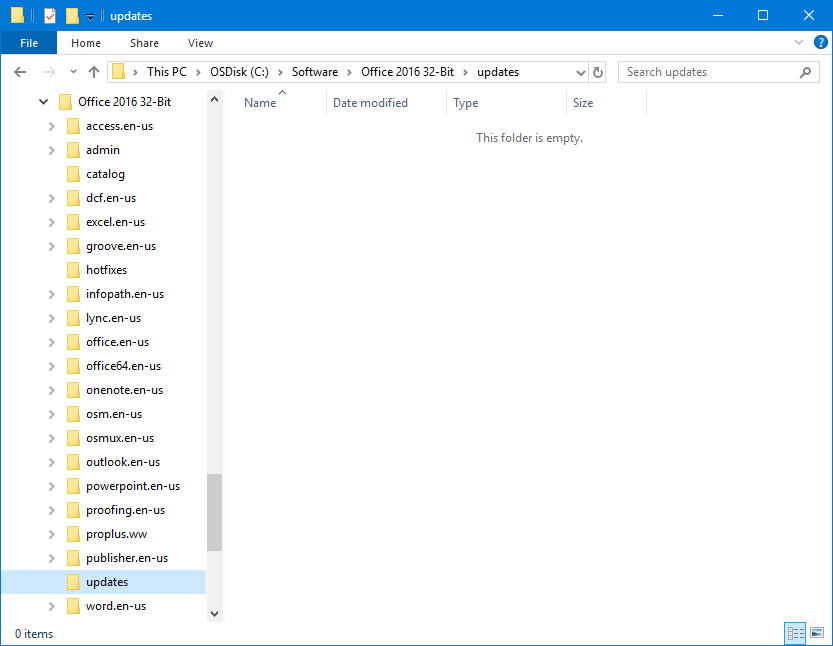 updates
File Home Share View
This PC OSDisk (C:) Software Office 2016 32-Bit updates Search updates
Office 2016 32-Bit
access.en-us
admin
catalog
dcf.en-us
excel.en-us
groove.en-us
hotfixes
infopath.en-us
lync.en-us
office.en-us
office64.en-us
onenote.en-us
osm.en-us
osmux.en-us
outlook.en-us
powerpoint.en-us
proofing.en-us
proplus.ww
publisher.en-us
updates
word.en-us
Name Date modified Type Size
This folder is empty.
0 items